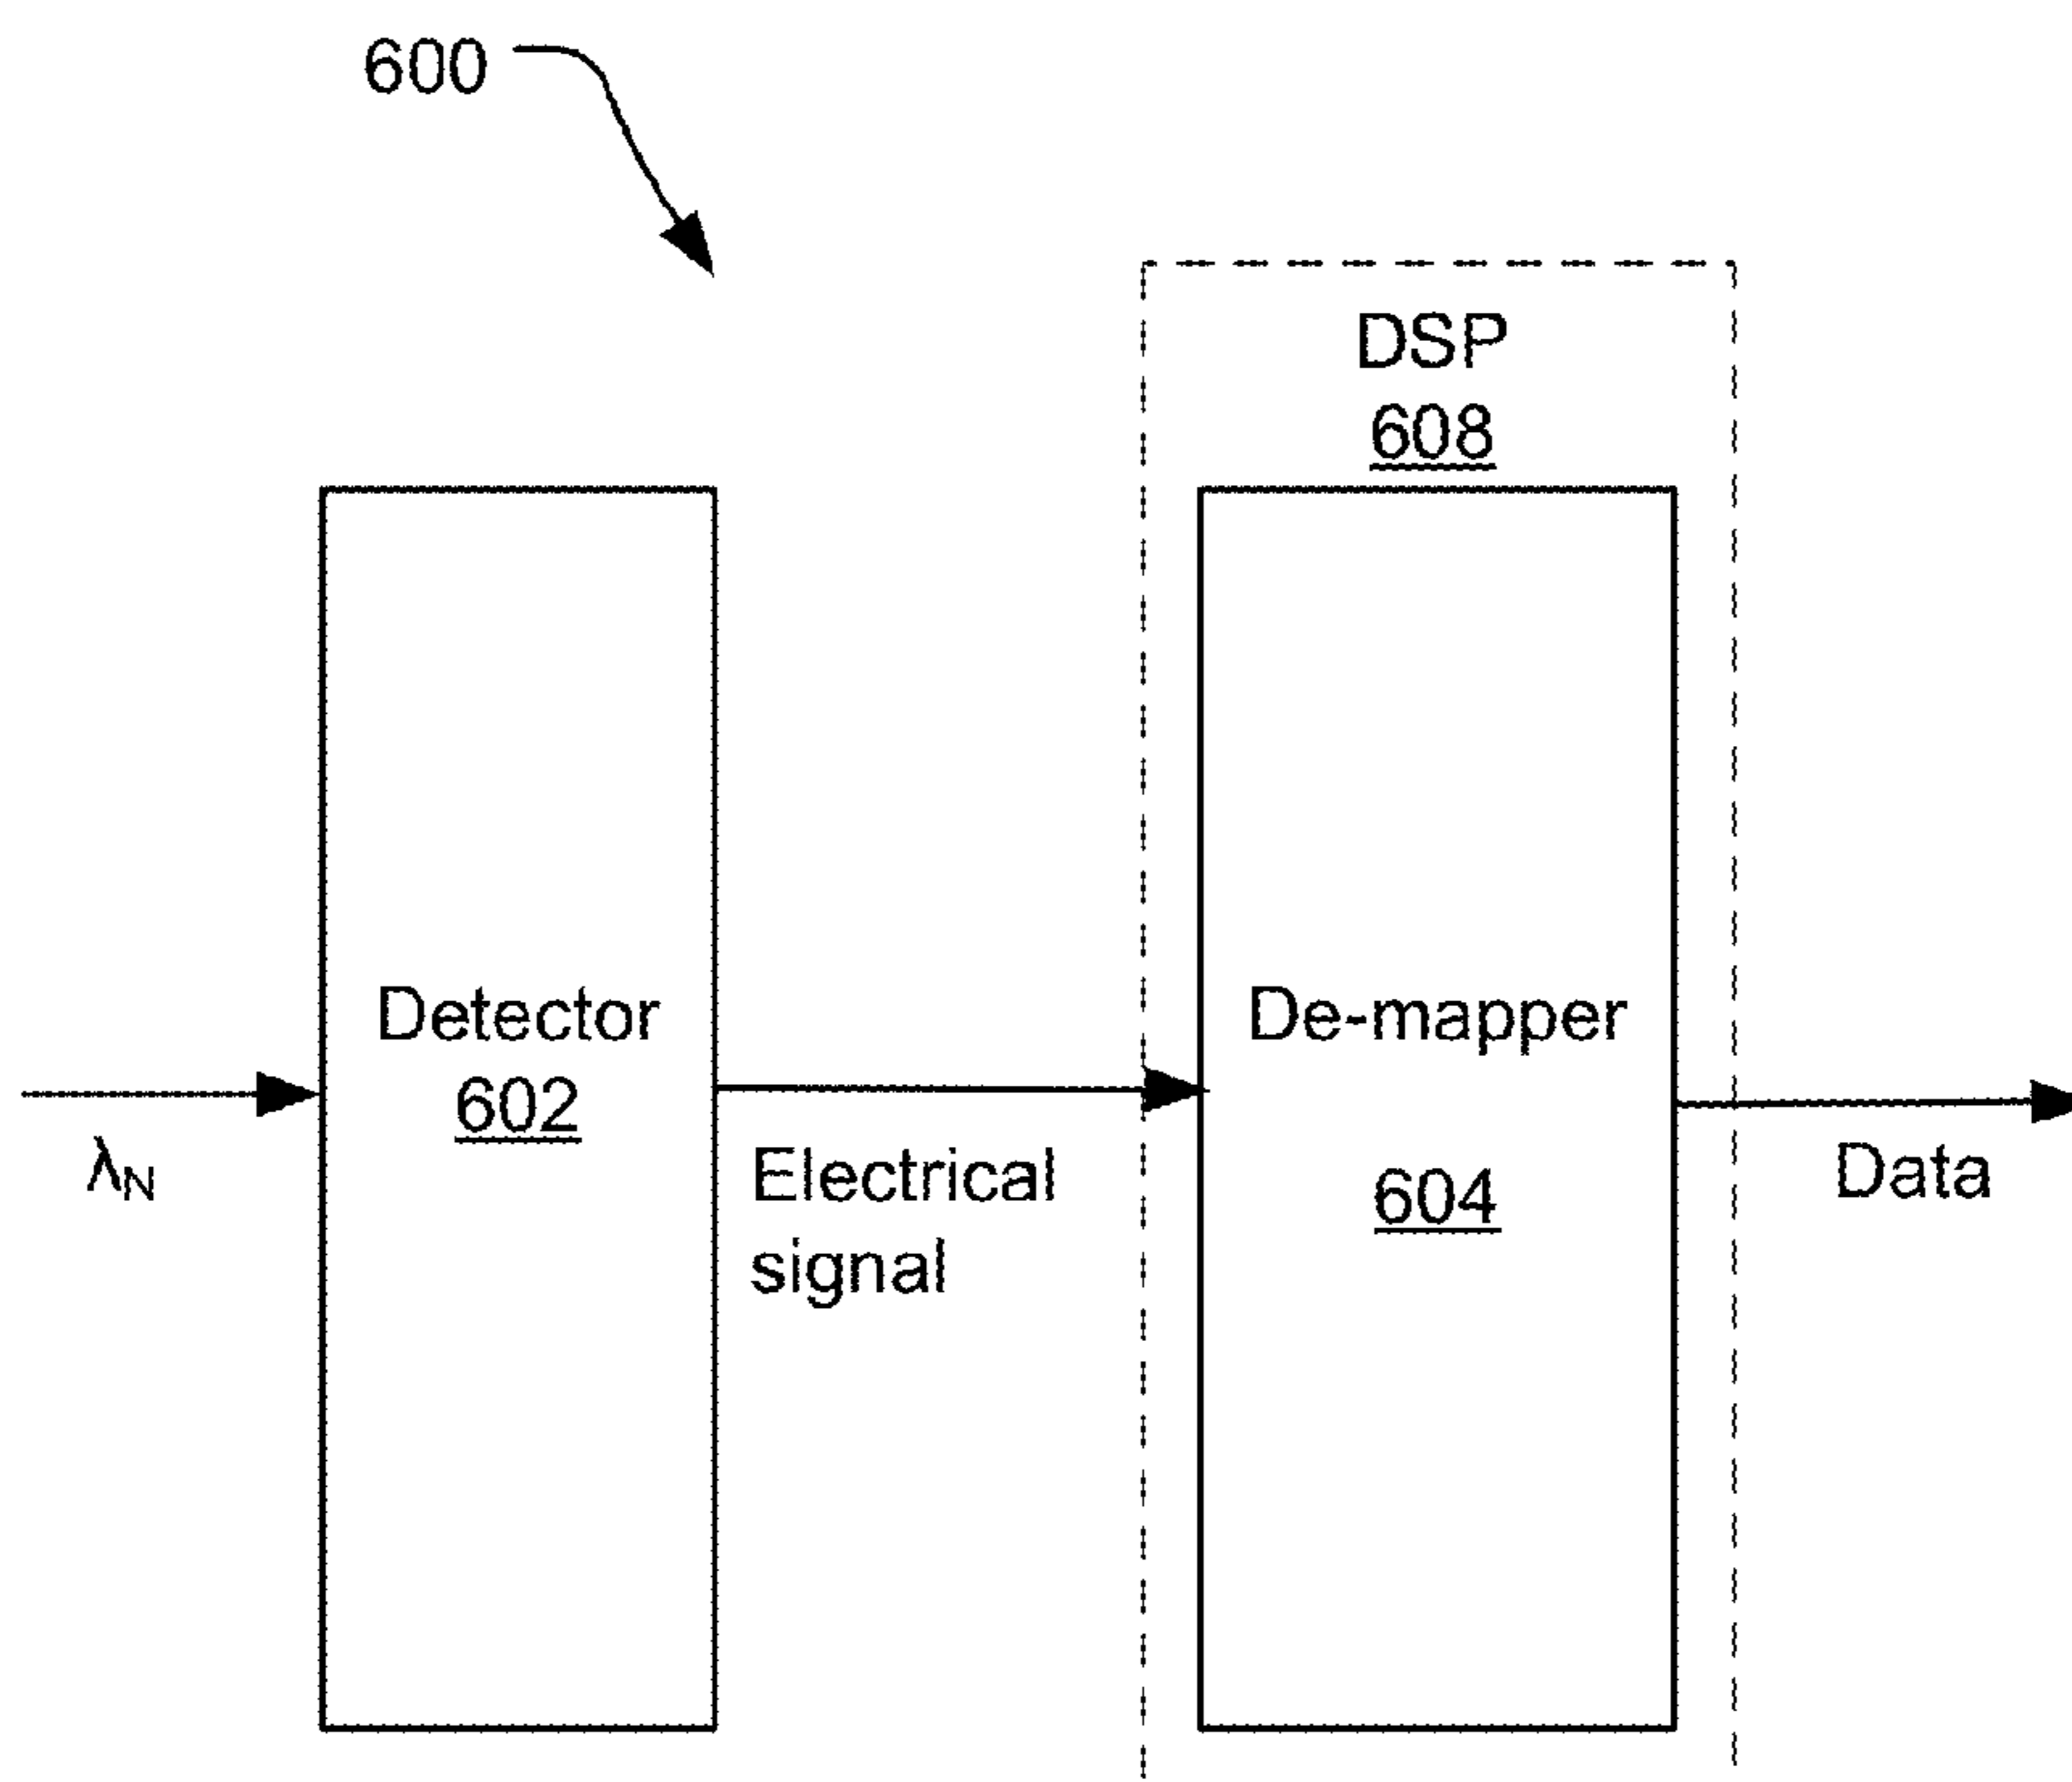 600
DSP
608
Detector
602
De-mapper
604
λN
Electrical
signal
Data